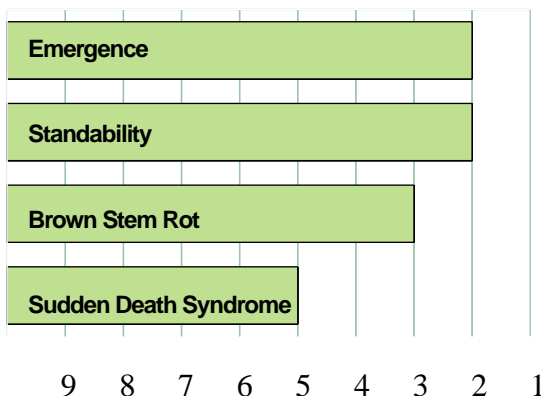 Emergence
Standability
Brown Stem Rot
Sudden Death Syndrome
9 8 7 6 5 4 3 2 1